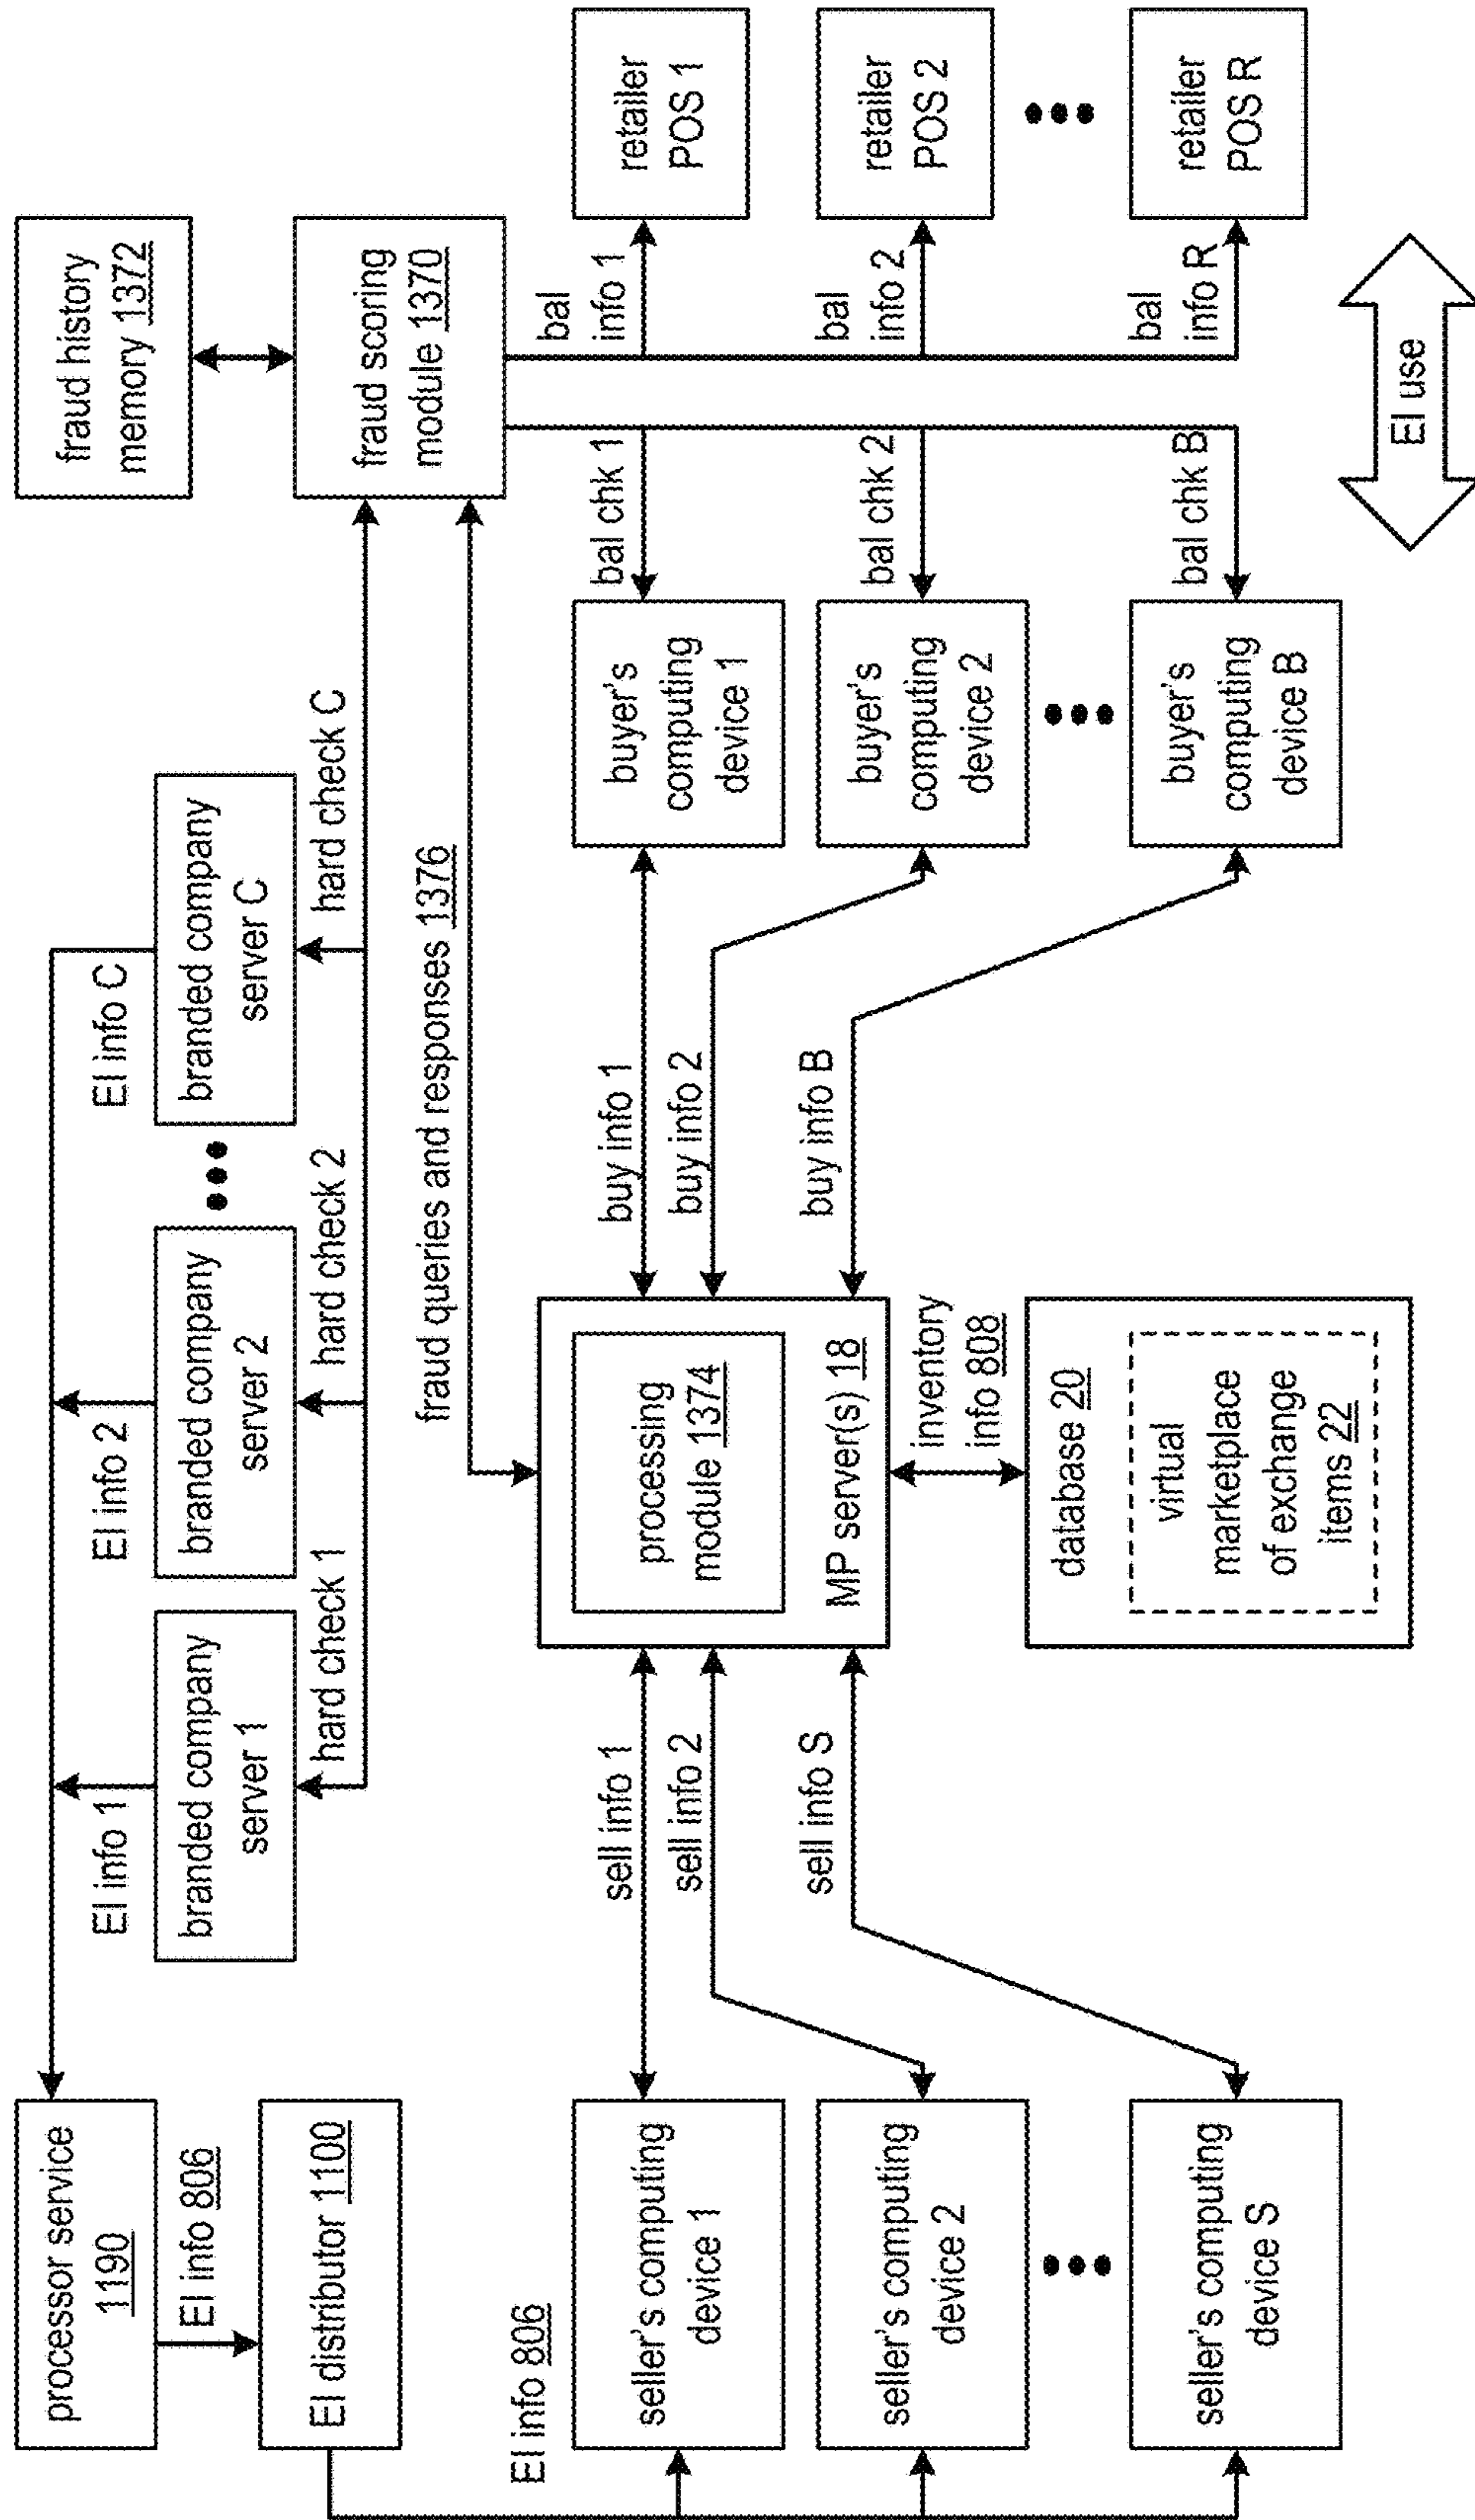 processor service
1190
EI info 806
EI distributor 1100
EI info 806
EI info 1
EI info 2
EI info C
branded company
server 1
branded company
server 2
branded company
server C
hard check 1
hard check 2
hard check C
fraud history
memory 1372
fraud scoring
module 1370
fraud queries and responses 1376
seller's computing
device 1
seller's computing
device 2
seller's computing
device S
sell info 1
sell info 2
sell info S
processing
module 1374
MP server(s) 18
inventory
info 808
database 20
virtual
marketplace
of exchange
items 22
buy info 1
buy info 2
buy info B
buyer's
computing
device 1
buyer's
computing
device 2
buyer's
computing
device B
bal chk 1
bal chk 2
bal chk B
bal
info 1
bal
info 2
bal
info R
retailer
POS 1
retailer
POS 2
retailer
POS R
EI use